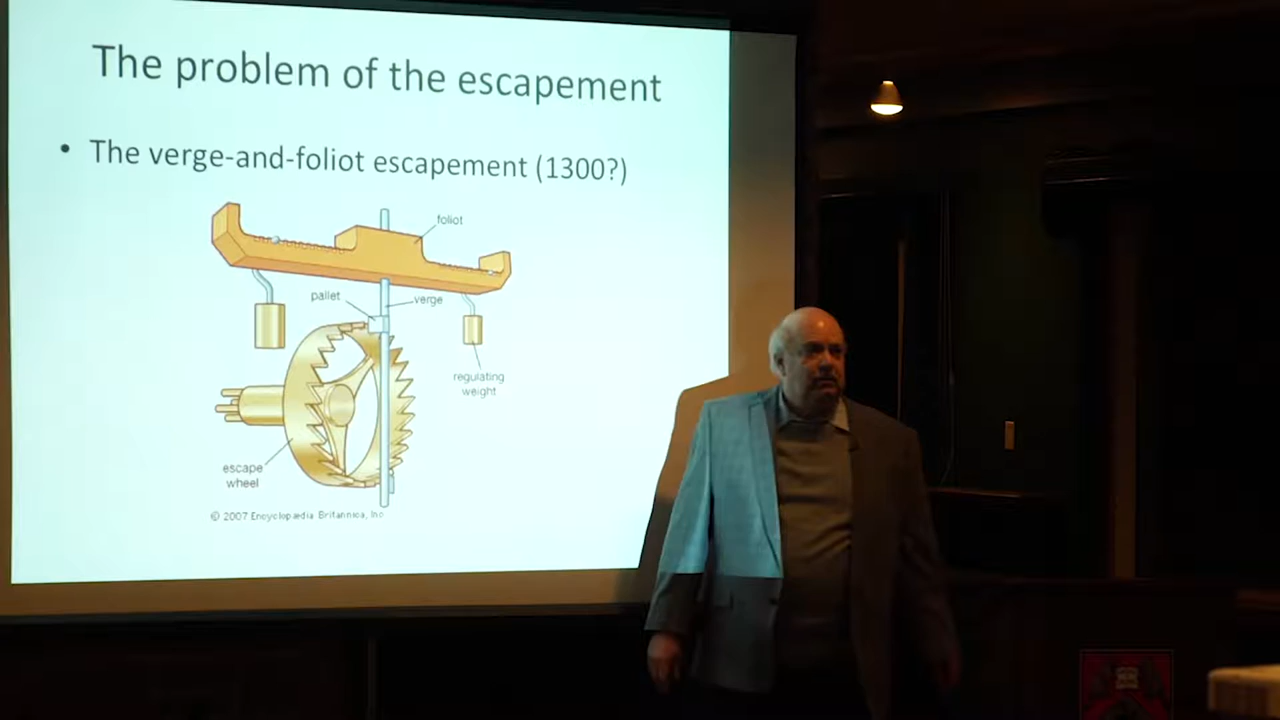 The problem of the escapement
• The verge-and-foliot escapement (1300?)
foliot
pallet
verge
regulating
weight
escape
wheel
© 2007 Encyclopædia Britannica, Inc